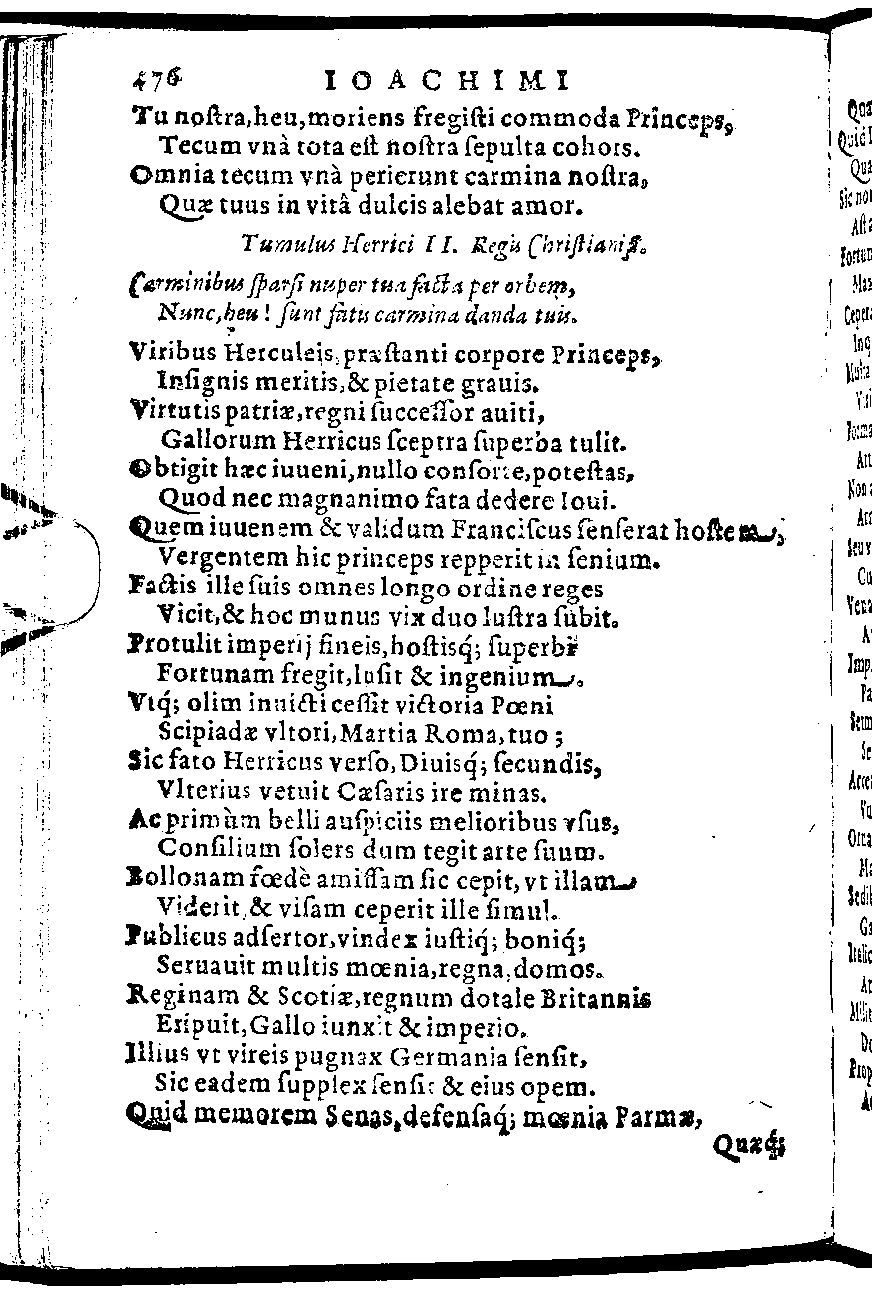 476 IOACHIMI
Tu noſtra, heu, moriens fregiſti commoda Princeps,
Tecum vnà tota eſt noſtra ſepulta cohors.
Omnia tecum vnà perierunt carmina noſtra,
Quæ tuus in vitâ dulcis alebat amor.
Tumulus Herrici II. Regis Chriſtianiſſ.
Carminibus ſparſi nuper tua facta per orbem,
Nunc, heu! ſunt fatis carmina danda tuis.
Viribus Herculeis, præſtanti corpore Princeps,
Inſignis meritis, & pietate grauis.
Virtutis patriæ, regni ſucceſſor auiti,
Gallorum Herricus ſceptra ſuperba tulit.
Obtigit hæc iuueni, nullo conſorte, poteſtas,
Quod nec magnanimo fata dedere Ioui.
Quem iuuenem & validum Franciſcus ſenſerat hoſtem,
Vergentem hic princeps repperit in ſenium.
Factis ille ſuis omnes longo ordine reges
Vicit, & hoc munus vix duo luſtra ſubit.
Protulit imperij fineis, hoſtisq́; ſuperbi
Fortunam fregit, luſit & ingenium.
Vtq́; olim inuicti ceſſit victoria Pœni
Scipiadæ vltori, Martia Roma, tuo;
Sic fato Herricus verſo, Diuisq́; ſecundis,
Vlterius vetuit Cæſaris ire minas.
Ac primùm belli auſpiciis melioribus vſus,
Conſilium ſolers dum tegit arte ſuum.
Bollonam fœdè amiſſam ſic cepit, vt illam
Viderit, & viſam ceperit ille ſimul.
Publicus adſertor, vindex iuſtiq́; boniq́;
Seruauit multis mœnia, regna, domos.
Reginam & Scotiæ, regnum dotale Britannis
Eripuit, Gallo iunxit & imperio.
Illius vt vireis pugnax Germania ſenſit,
Sic eadem ſupplex ſenſit & eius opem.
Quid memorem Senas, defenſaq́; mœnia Parmæ,
Quæq́;